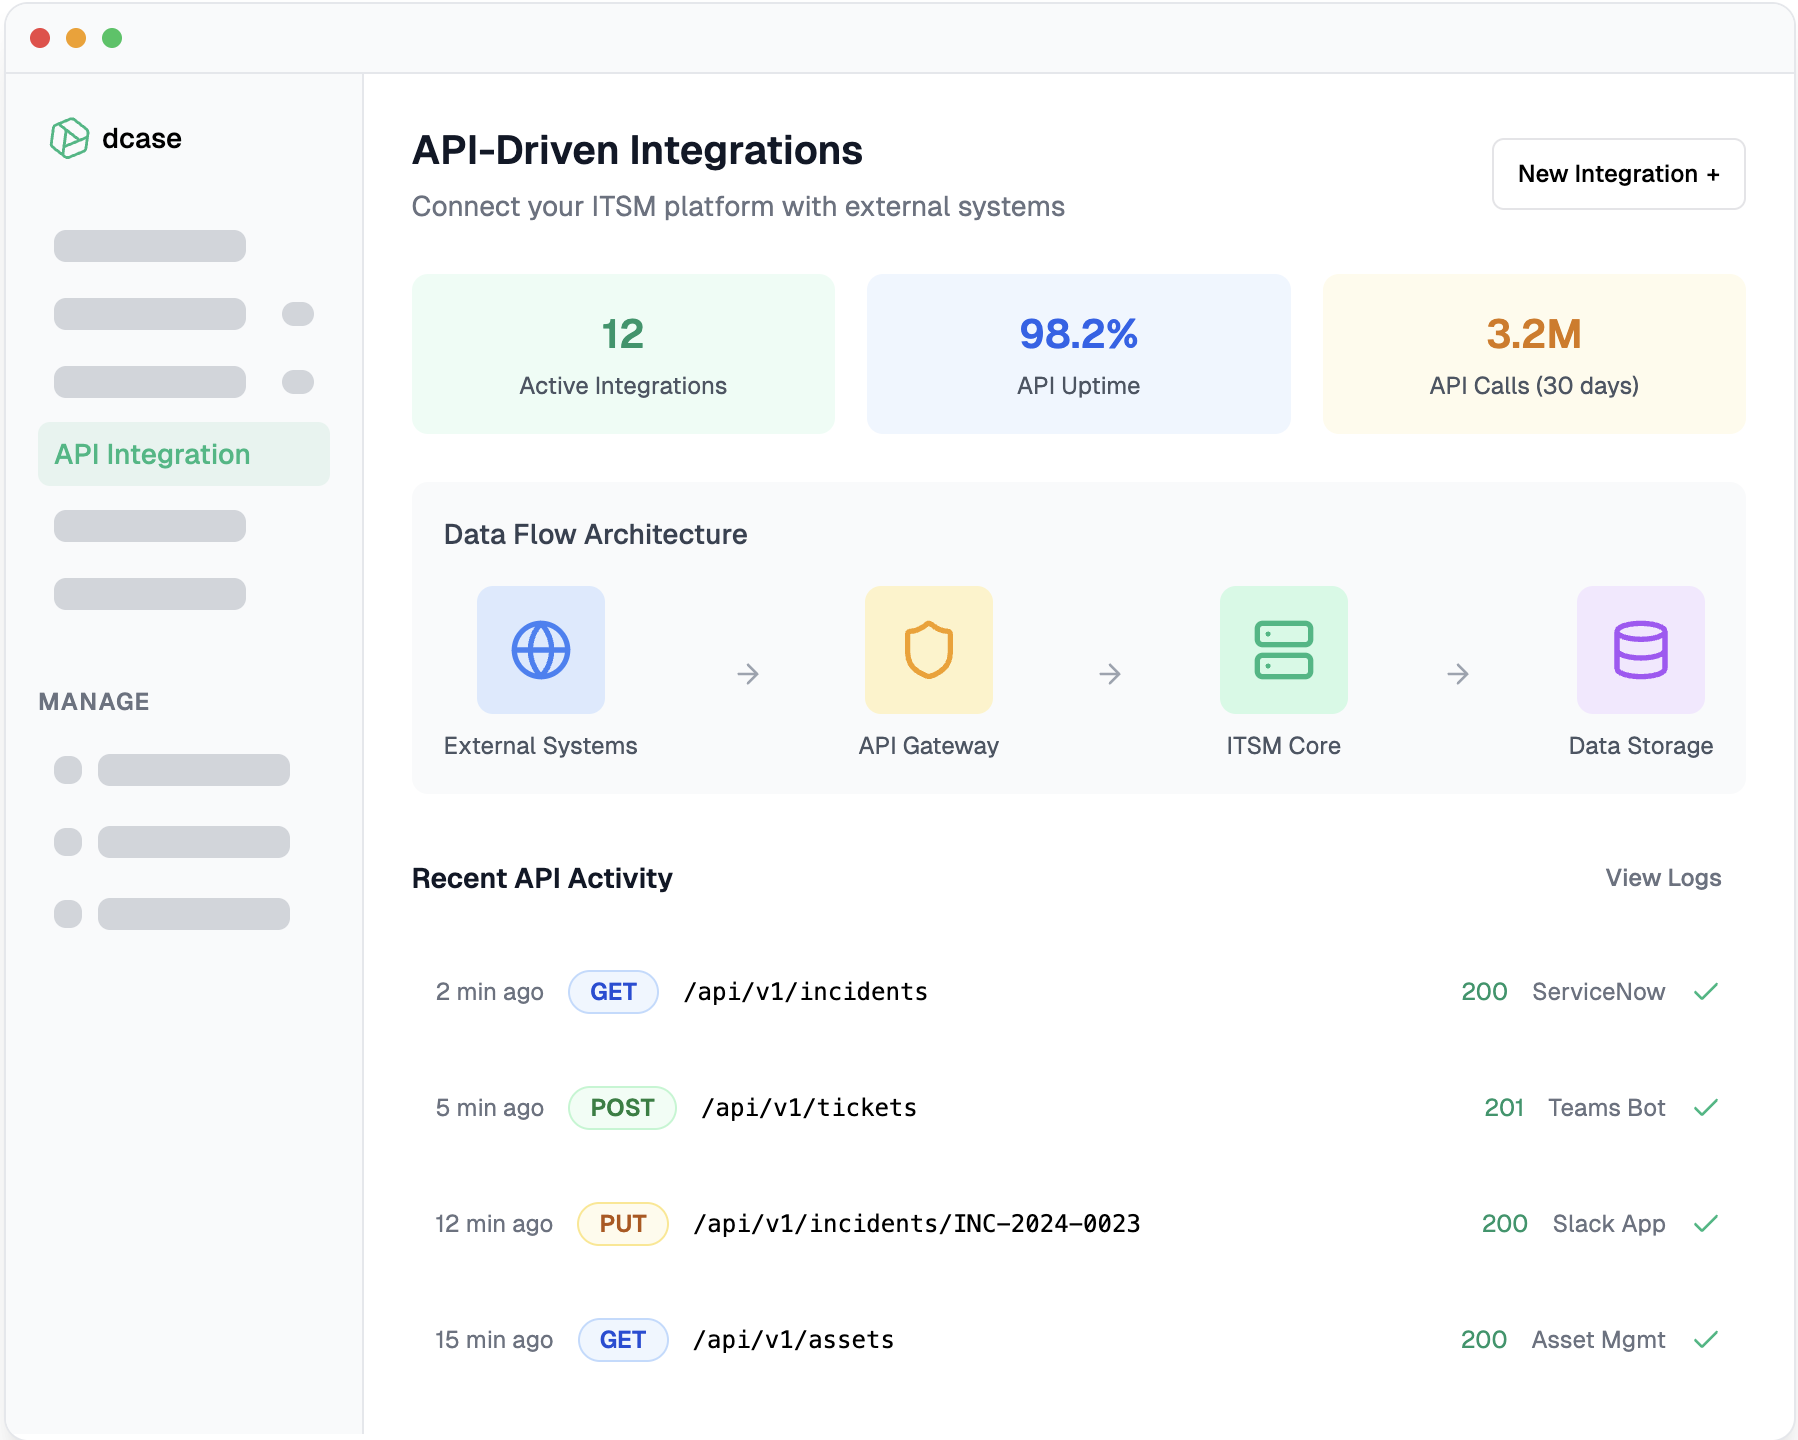 dcase
API Integration
MANAGE
API-Driven Integrations
Connect your ITSM platform with external systems
New Integration +
12
Active Integrations
98.2%
API Uptime
3.2M
API Calls (30 days)
Data Flow Architecture
External Systems
API Gateway
ITSM Core
Data Storage
Recent API Activity
View Logs
2 min ago GET /api/v1/incidents 200 ServiceNow
5 min ago POST /api/v1/tickets 201 Teams Bot
12 min ago PUT /api/v1/incidents/INC-2024-0023 200 Slack App
15 min ago GET /api/v1/assets 200 Asset Mgmt